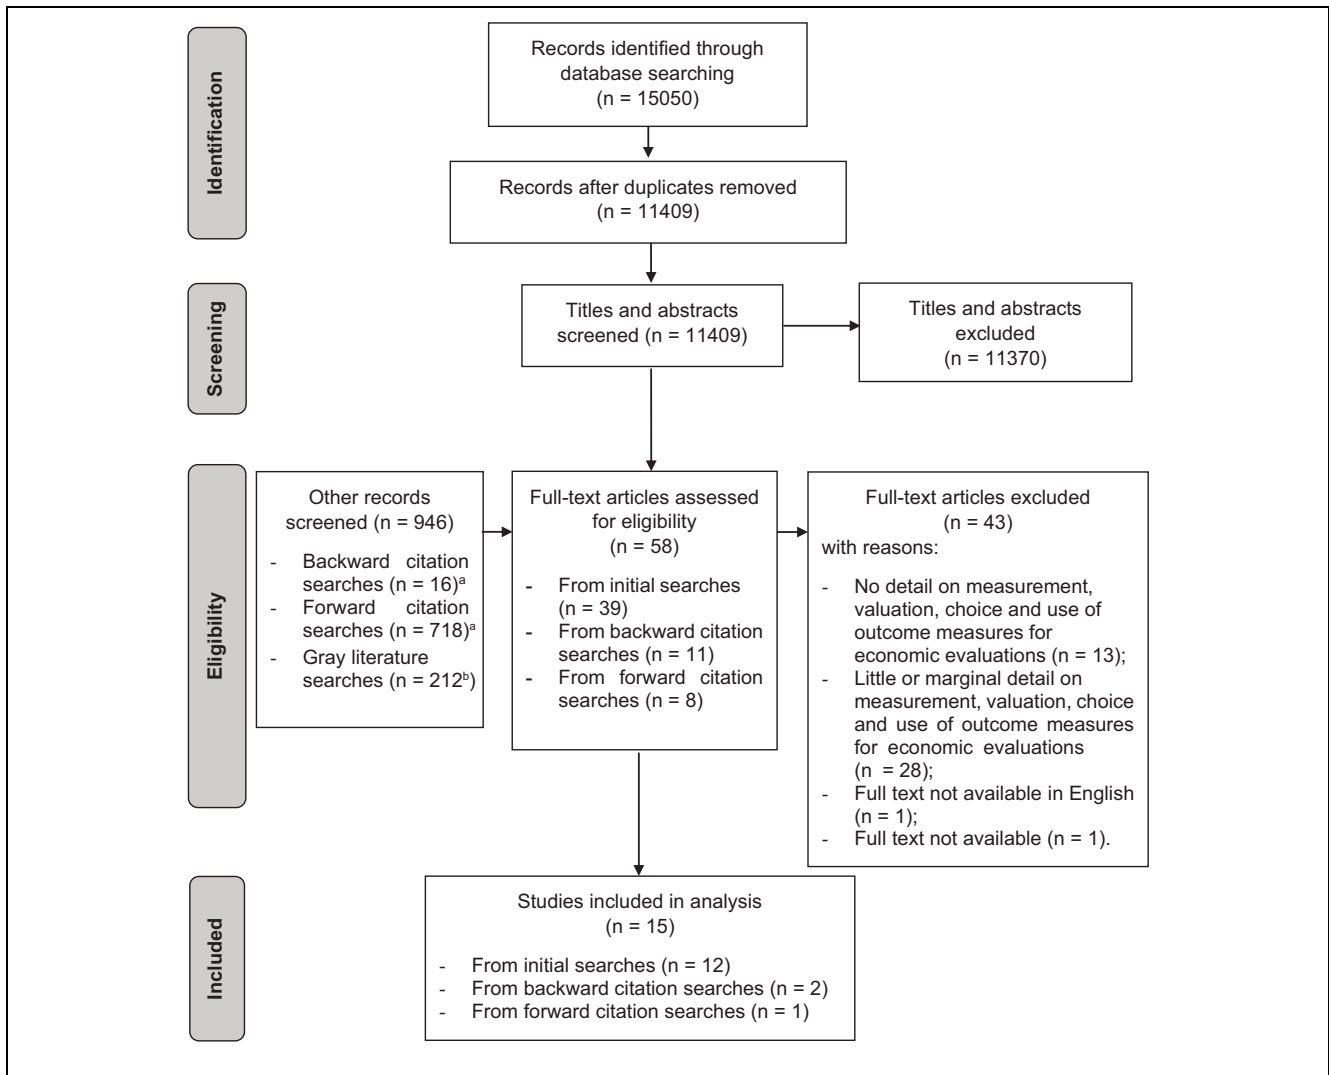 Identification
Records identified through
database searching
(n = 15050)
Records after duplicates removed
(n = 11409)
Screening
Titles and abstracts
screened (n = 11409)
Titles and abstracts
excluded
(n = 11370)
Eligibility
Other records
screened (n = 946)
- Backward citation
searches (n = 16)ᵃ
- Forward citation
searches (n = 718)ᵃ
- Gray literature
searches (n = 212ᵇ)
Full-text articles assessed
for eligibility
(n = 58)
- From initial searches
(n = 39)
- From backward citation
searches (n = 11)
- From forward citation
searches (n = 8)
Full-text articles excluded
(n = 43)
with reasons:
- No detail on measurement,
valuation, choice and use of
outcome measures for
economic evaluations (n = 13);
- Little or marginal detail on
measurement, valuation, choice
and use of outcome measures
for economic evaluations
(n = 28);
- Full text not available in English
(n = 1);
- Full text not available (n = 1).
Included
Studies included in analysis
(n = 15)
- From initial searches (n = 12)
- From backward citation searches (n = 2)
- From forward citation searches (n = 1)